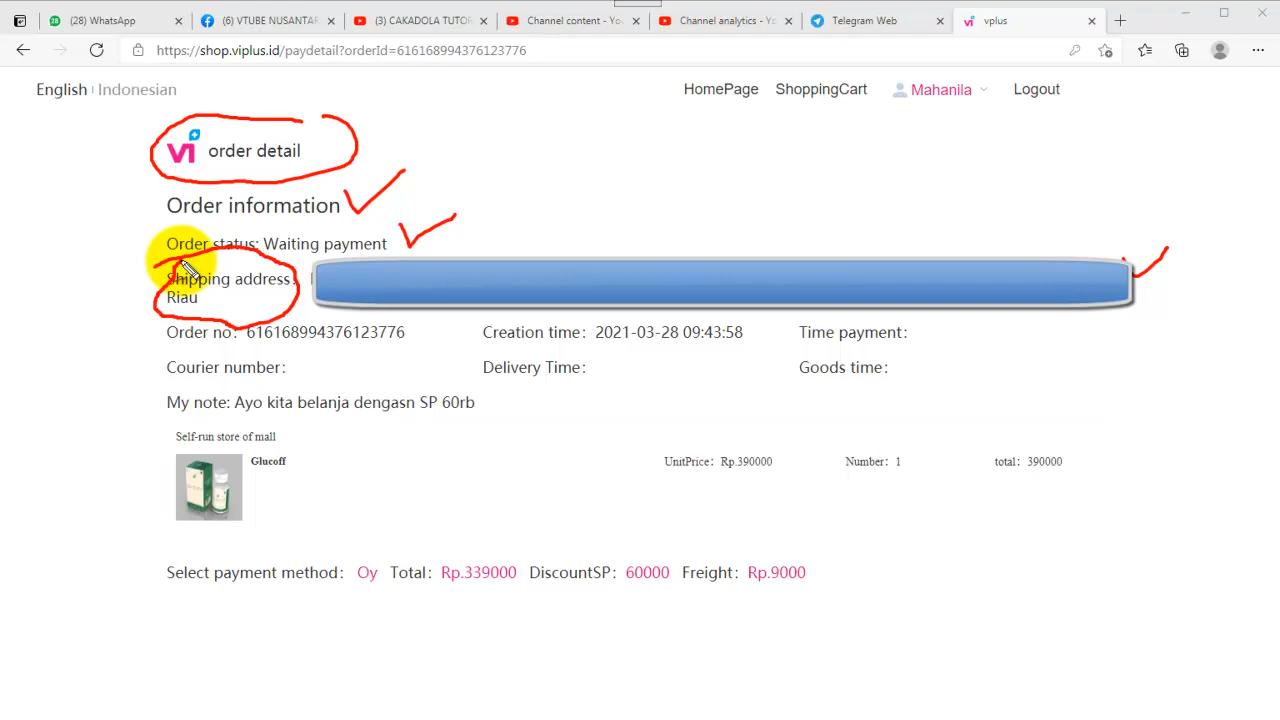 (28) WhatsApp
(6) VTUBE NUSANTAR
(3) CAKADOLA TUTOR
Channel content - You
Channel analytics - Yo
Telegram Web
vplus
https://shop.viplus.id/paydetail?orderId=616168994376123776
English Indonesian
HomePage ShoppingCart Mahanila Logout
vi order detail
Order information
Order status: Waiting payment
Shipping address:
Riau
Order no: 616168994376123776 Creation time: 2021-03-28 09:43:58 Time payment:
Courier number: Delivery Time: Goods time:
My note: Ayo kita belanja dengasn SP 60rb
Self-run store of mall
Glucoff UnitPrice: Rp.390000 Number: 1 total: 390000
Select payment method: Oy Total: Rp.339000 DiscountSP: 60000 Freight: Rp.9000